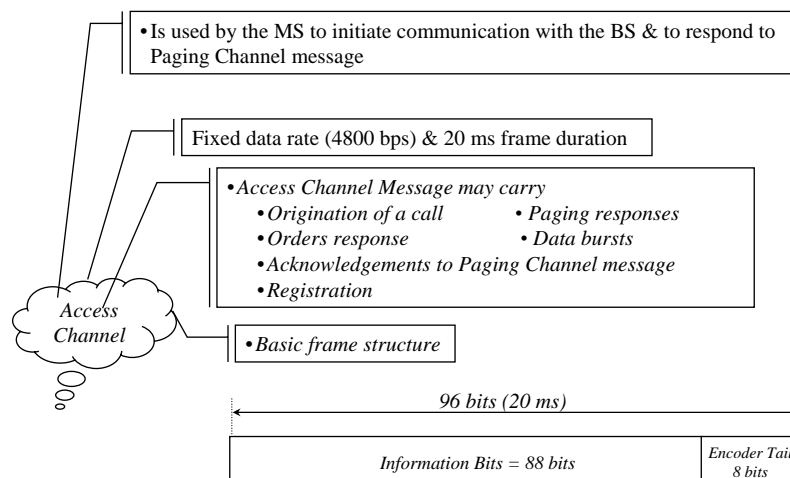 •Is used by the MS to initiate communication with the BS & to respond to
Paging Channel message
Fixed data rate (4800 bps) & 20 ms frame duration
•Access Channel Message may carry
•Origination of a call •Paging responses
•Orders response •Data bursts
•Acknowledgements to Paging Channel message
•Registration
Access
Channel
•Basic frame structure
96 bits (20 ms)
Information Bits = 88 bits
Encoder Tail
8 bits